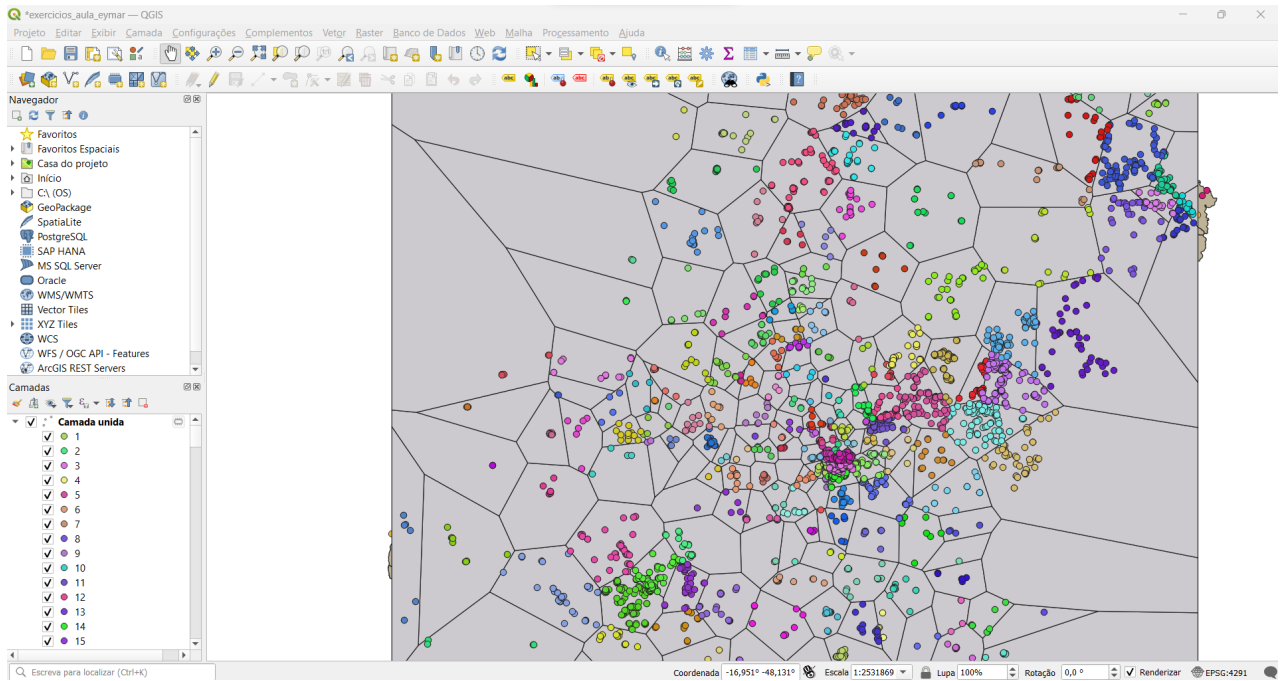 *exercicios_aula_eymar — QGIS
Projeto Editar Exibir Camada Configurações Complementos Vetor Raster Banco de Dados Web Malha Processamento Ajuda
Navegador
Favoritos
Favoritos Espaciais
Casa do projeto
Início
C:\ (OS)
GeoPackage
SpatiaLite
PostgreSQL
SAP HANA
MS SQL Server
Oracle
WMS/WMTS
Vector Tiles
XYZ Tiles
WCS
WFS / OGC API - Features
ArcGIS REST Servers
Camadas
Camada unida
1
2
3
4
5
6
7
8
9
10
11
12
13
14
15
Escreva para localizar (Ctrl+K)
Coordenada -16,951° -48,131° Escala 1:2531869 Lupa 100% Rotação 0,0 ° Renderizar EPSG:4291